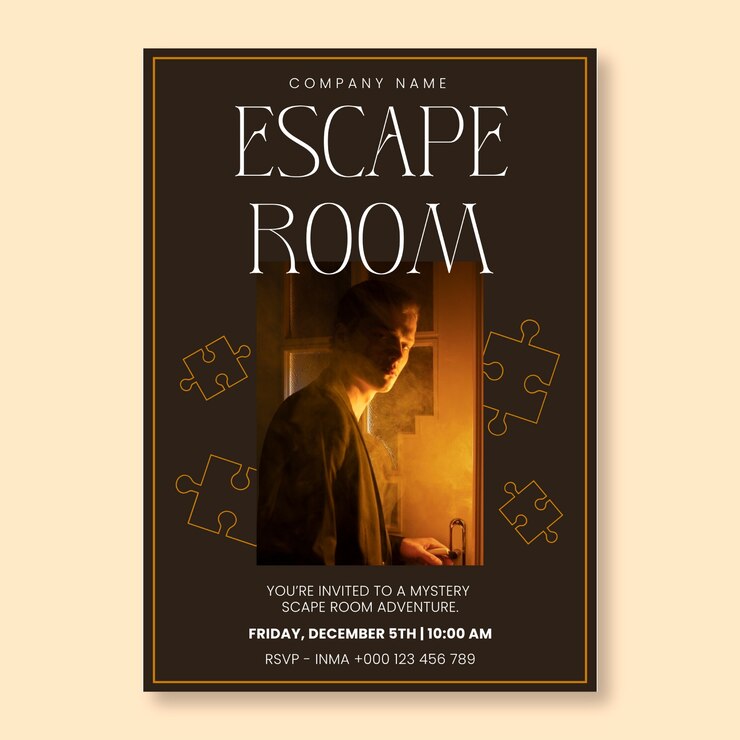 COMPANY NAME
ESCAPE
ROOM
YOU'RE INVITED TO A MYSTERY
SCAPE ROOM ADVENTURE.
FRIDAY, DECEMBER 5TH | 10:00 AM
RSVP - INMA +000 123 456 789